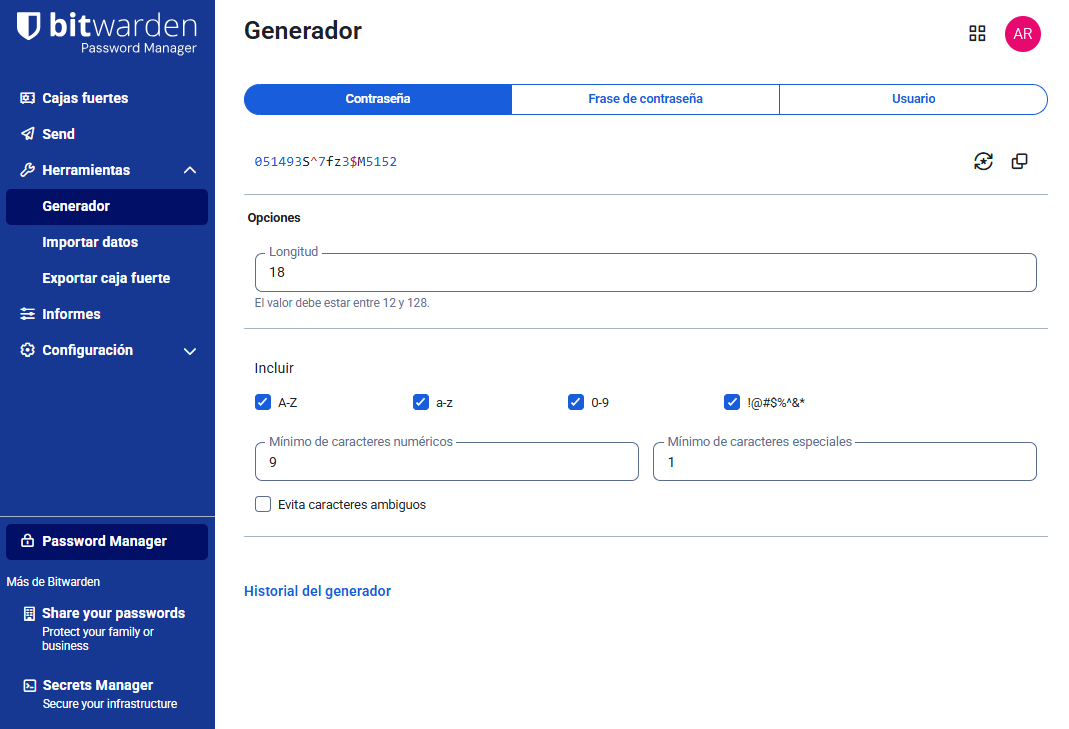 bitwarden
Password Manager
Cajas fuertes
Send
Herramientas
Generador
Importar datos
Exportar caja fuerte
Informes
Configuración
Password Manager
Más de Bitwarden
Share your passwords
Protect your family or
business
Secrets Manager
Secure your infrastructure
Generador
AR
Contraseña Frase de contraseña Usuario
051493S^7fz3$M5152
Opciones
Longitud
18
El valor debe estar entre 12 y 128.
Incluir
A-Z a-z 0-9 !@#$%^&*
Mínimo de caracteres numéricos Mínimo de caracteres especiales
9 1
Evita caracteres ambiguos
Historial del generador